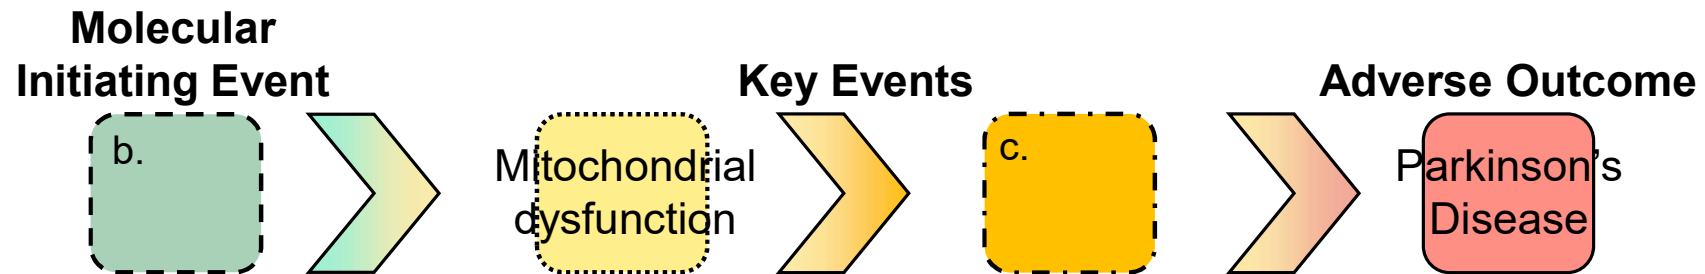 Molecular
Initiating Event
Key Events
Adverse Outcome
b.
Mitochondrial
dysfunction
c.
Parkinson's
Disease